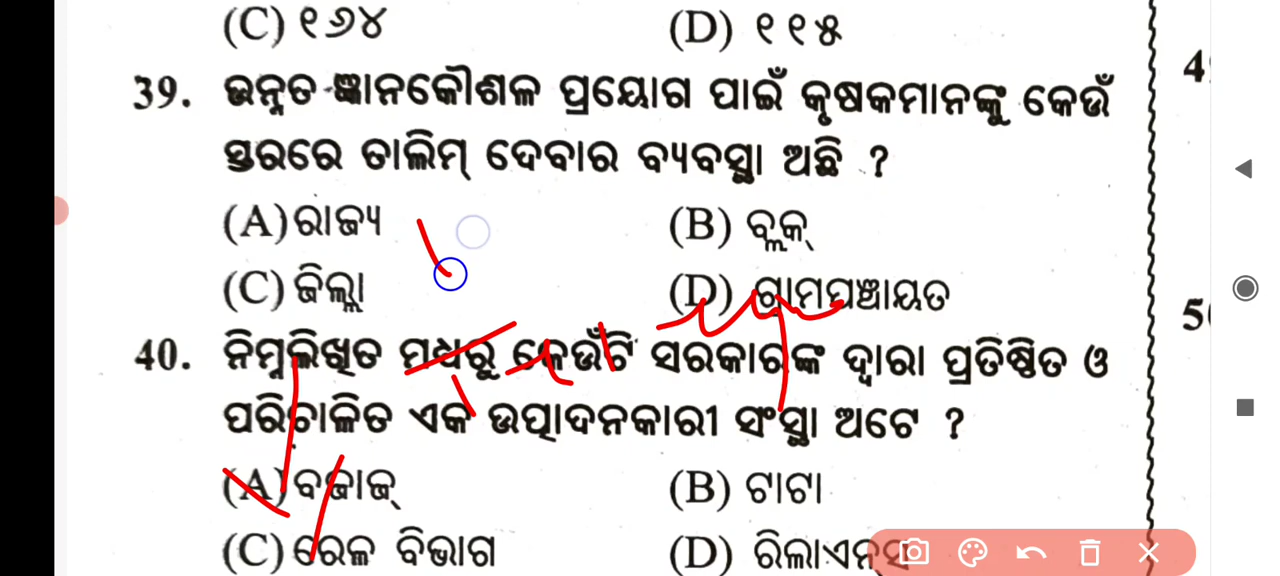 (C) ୧୬୪ (D) ୧୧୫
39. ଉନ୍ନତ ଜ୍ଞାନକୌଶଳ ପ୍ରୟୋଗ ପାଇଁ କୃଷକମାନଙ୍କୁ କେଉଁ
ସ୍ତରରେ ତାଲିମ୍ ଦେବାର ବ୍ୟବସ୍ଥା ଅଛି ?
(A) ରାଜ୍ୟ (B) ବ୍ଲକ୍
(C) ଜିଲ୍ଲା (D) ଗ୍ରାମପଞ୍ଚାୟତ
40. ନିମ୍ନଲିଖିତ ମଧ୍ୟରୁ କେଉଁଟି ସରକାରଙ୍କ ଦ୍ୱାରା ପ୍ରତିଷ୍ଠିତ ଓ
ପରିଚାଳିତ ଏକ ଉତ୍ପାଦନକାରୀ ସଂସ୍ଥା ଅଟେ ?
(A) ବଜାଜ୍ (B) ଟାଟା
(C) ରେଳ ବିଭାଗ (D) ରିଲାଏନ୍ସ